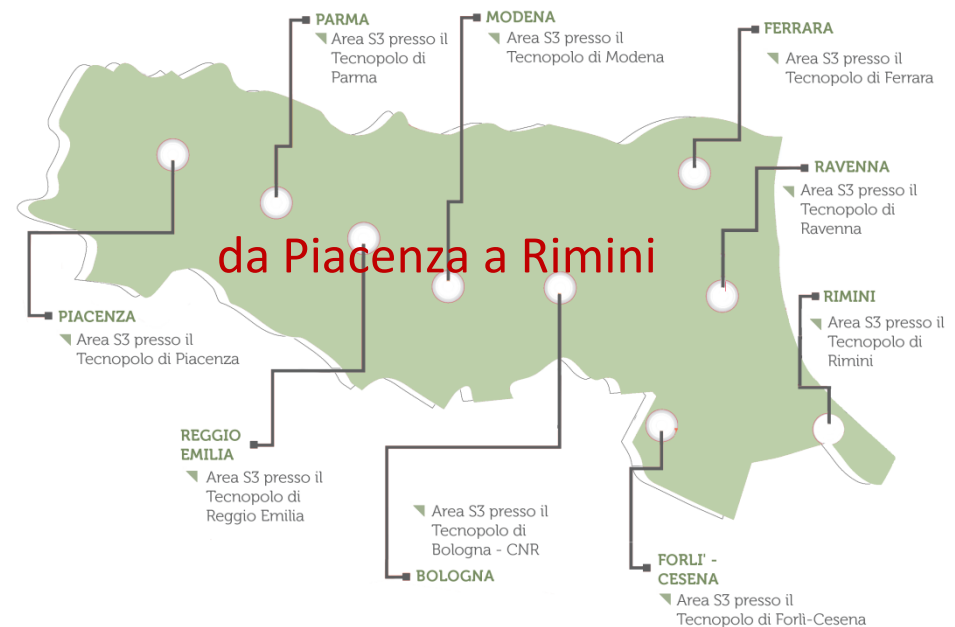 PARMA
Area S3 presso il
Tecnopolo di
Parma
MODENA
Area S3 presso il
Tecnopolo di Modena
FERRARA
Area S3 presso il
Tecnopolo di Ferrara
RAVENNA
Area S3 presso il
Tecnopolo di
Ravenna
da Piacenza a Rimini
PIACENZA
Area S3 presso il
Tecnopolo di Piacenza
RIMINI
Area S3 presso il
Tecnopolo di
Rimini
REGGIO
EMILIA
Area S3 presso il
Tecnopolo di
Reggio Emilia
Area S3 presso il
Tecnopolo di
Bologna - CNR
BOLOGNA
FORLI' -
CESENA
Area S3 presso il
Tecnopolo di Forlì-Cesena